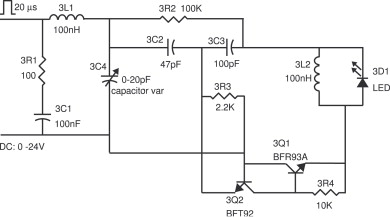 20 µs
3L1
100nH
3R2 100K
3C2
47pF
3C3
100pF
3R1
100
3C4
0-20pF
capacitor var
3L2
100nH
3D1
LED
3R3
2.2K
3C1
100nF
DC: 0 -24V
3Q1
BFR93A
3Q2
BFT92
3R4
10K